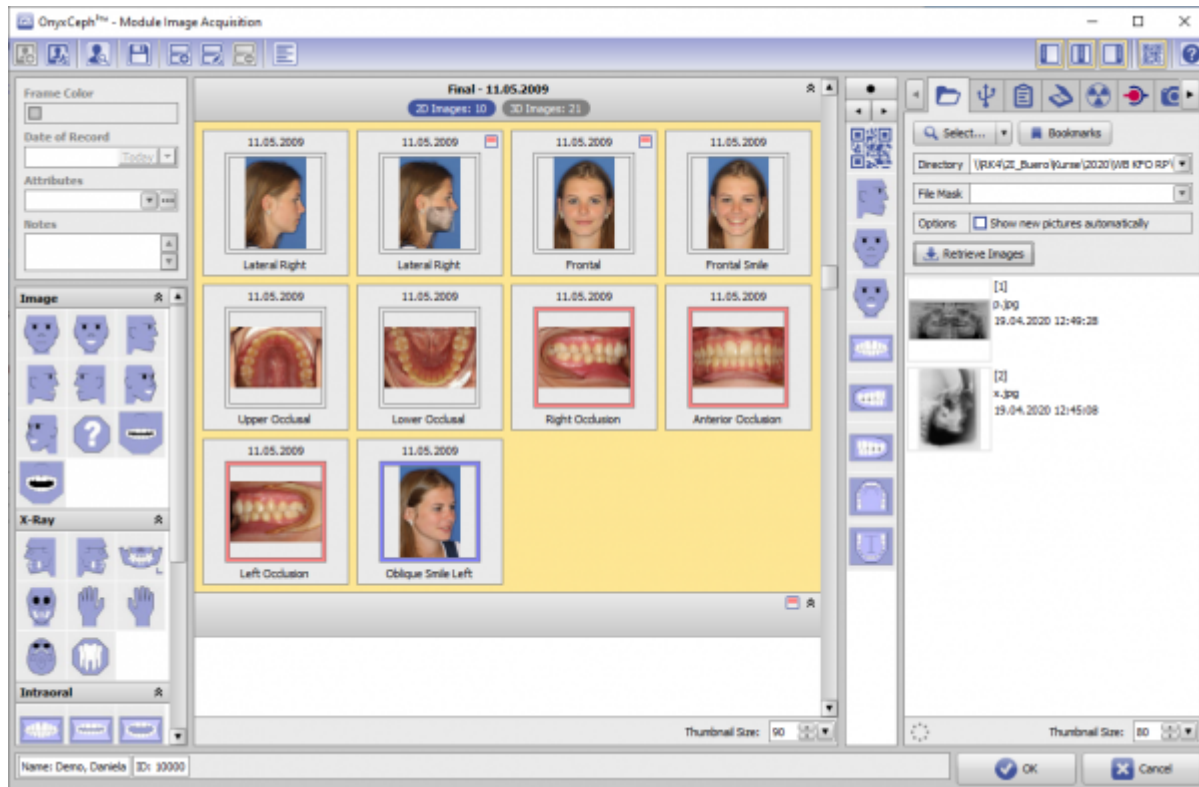 OnyxCeph³™ - Module Image Acquisition
Frame Color
Date of Record
Today
Attributes
Notes
Image
X-Ray
Intraoral
Final - 11.05.2009
2D Images: 10
3D Images: 21
11.05.2009
11.05.2009
11.05.2009
11.05.2009
Lateral Right
Lateral Right
Frontal
Frontal Smile
11.05.2009
11.05.2009
11.05.2009
11.05.2009
Upper Occlusal
Lower Occlusal
Right Occlusion
Anterior Occlusion
11.05.2009
11.05.2009
Left Occlusion
Oblique Smile Left
Thumbnail Size: 90
Select...
Bookmarks
Directory
File Mask
Options
Show new pictures automatically
Retrieve Images
[1]
p.jpg
19.04.2020 12:49:28
[2]
x.jpg
19.04.2020 12:45:08
Thumbnail Size: 80
Name: Demo, Daniela
ID: 10000
OK
Cancel